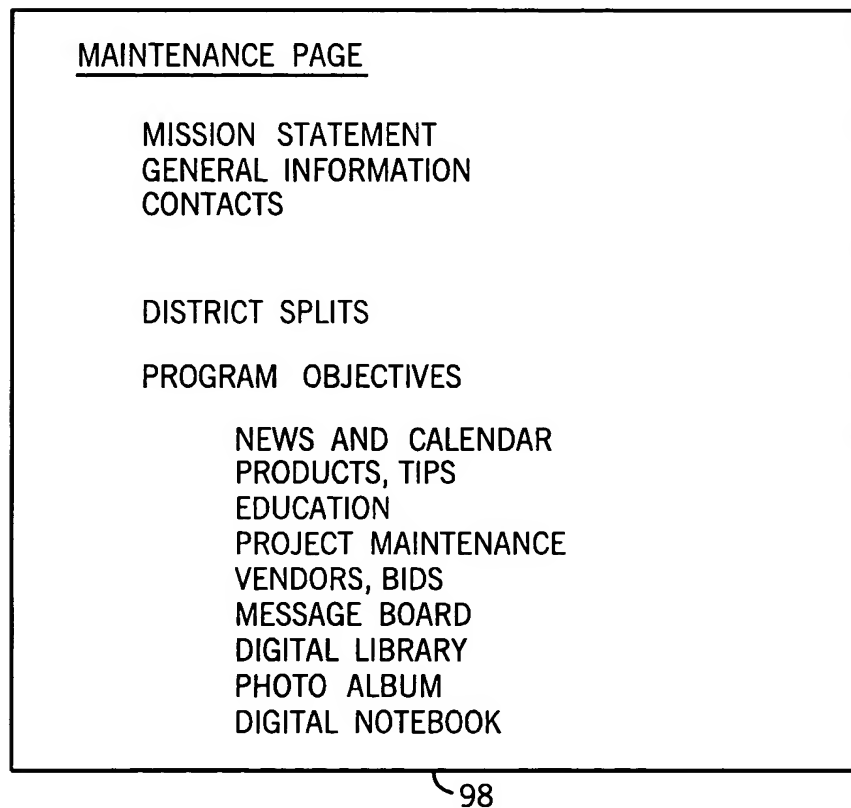 MAINTENANCE PAGE
MISSION STATEMENT
GENERAL INFORMATION
CONTACTS
DISTRICT SPLITS
PROGRAM OBJECTIVES
NEWS AND CALENDAR
PRODUCTS, TIPS
EDUCATION
PROJECT MAINTENANCE
VENDORS, BIDS
MESSAGE BOARD
DIGITAL LIBRARY
PHOTO ALBUM
DIGITAL NOTEBOOK
98